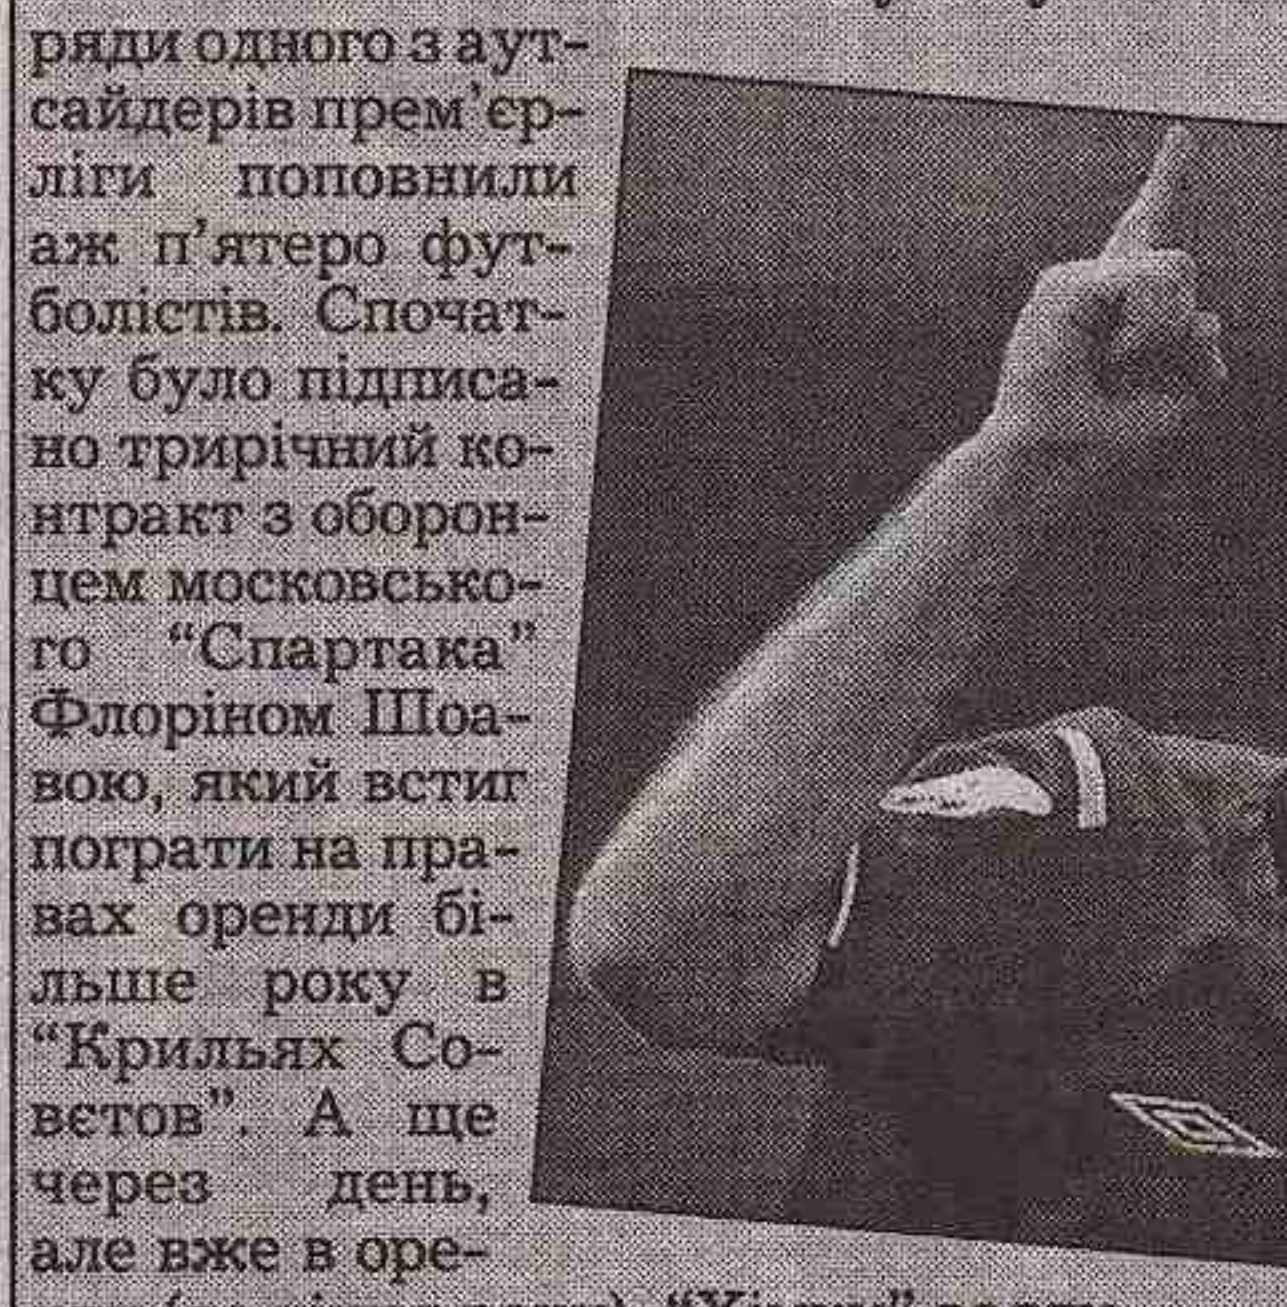 ряди одного з аут-
сайдерів прем’єр-
ліги поповнили
аж п’ятеро фут-
болістів. Спочат-
ку було підписа-
но трирічний ко-
нтракт з оборон-
цем московсько-
го “Спартака”
Флоріном Шоа-
вою, який встиг
пограти на пра-
вах оренди бі-
льше року в
“Крильях Со-
вєтов”. А ще
через день,
але вже в оре-